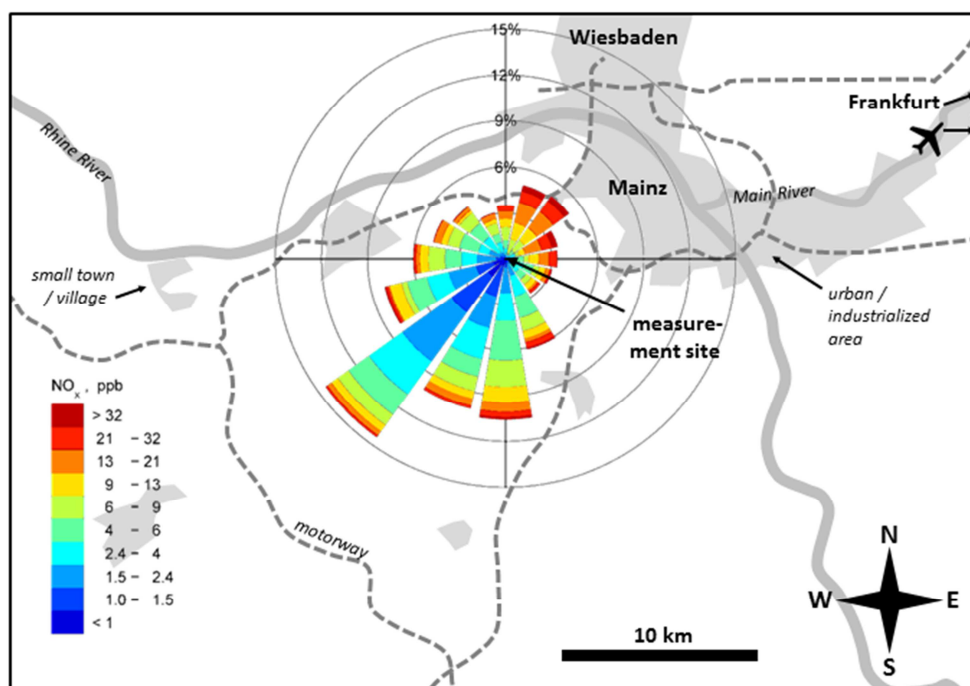 15%
Wiesbaden
12%
Frankfurt
9%
Rhine River
6%
Mainz
Main River
small town
/ village
measure-
ment site
urban /
industrialized
area
NOx , ppb
> 32
21 – 32
13 – 21
9 – 13
6 – 9
4 – 6
2.4 – 4
1.5 – 2.4
1.0 – 1.5
< 1
motorway
10 km
N
W
E
S